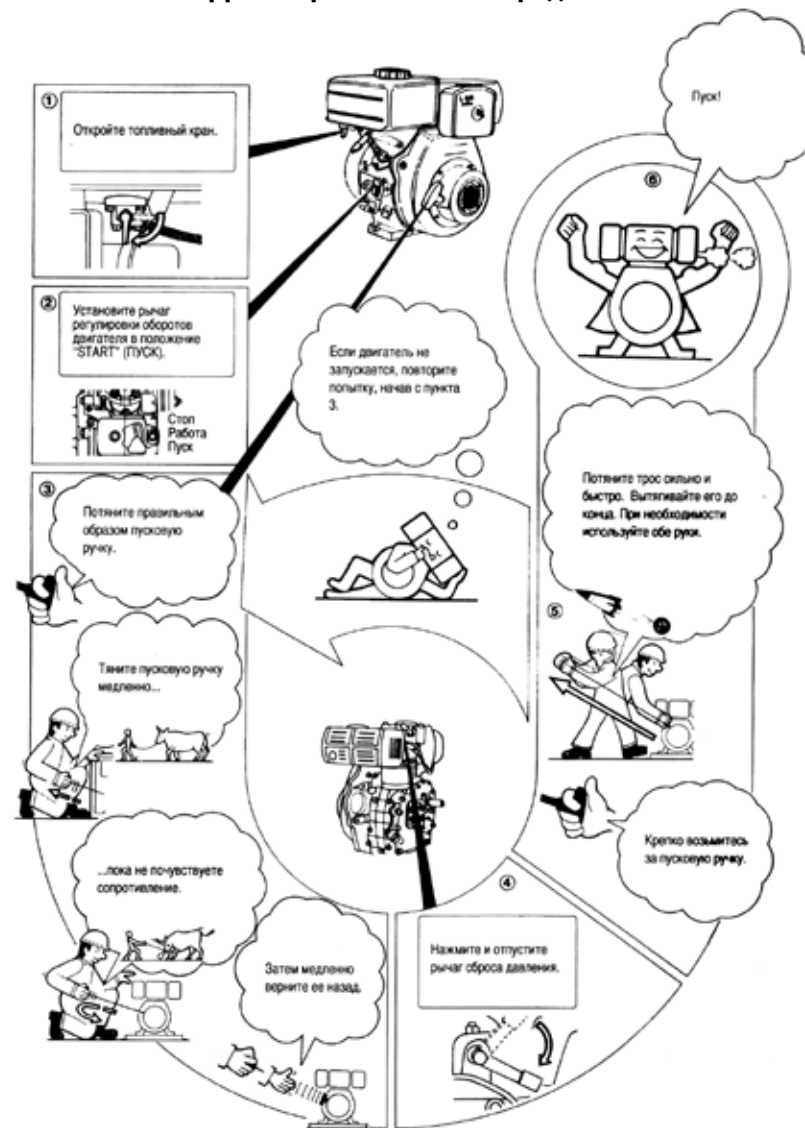 ①
Откройте топливный кран.
②
Установите рычаг
регулировки оборотов
двигателя в положение
"START" (ПУСК).
Стоп
Работа
Пуск
③
Потяните правильным
образом пусковую
ручку.
Тяните пусковую ручку
медленно...
...пока не почувствуете
сопротивление.
Затем медленно
верните ее назад.
④
Нажмите и отпустите
рычаг сброса давления.
Крепко возьмитесь
за пусковую ручку.
⑤
Потяните трос сильно и
быстро. Вытягивайте его до
конца. При необходимости
используйте обе руки.
⑥
Пуск!
Если двигатель не
запускается, повторите
попытку, начав с пункта
3.